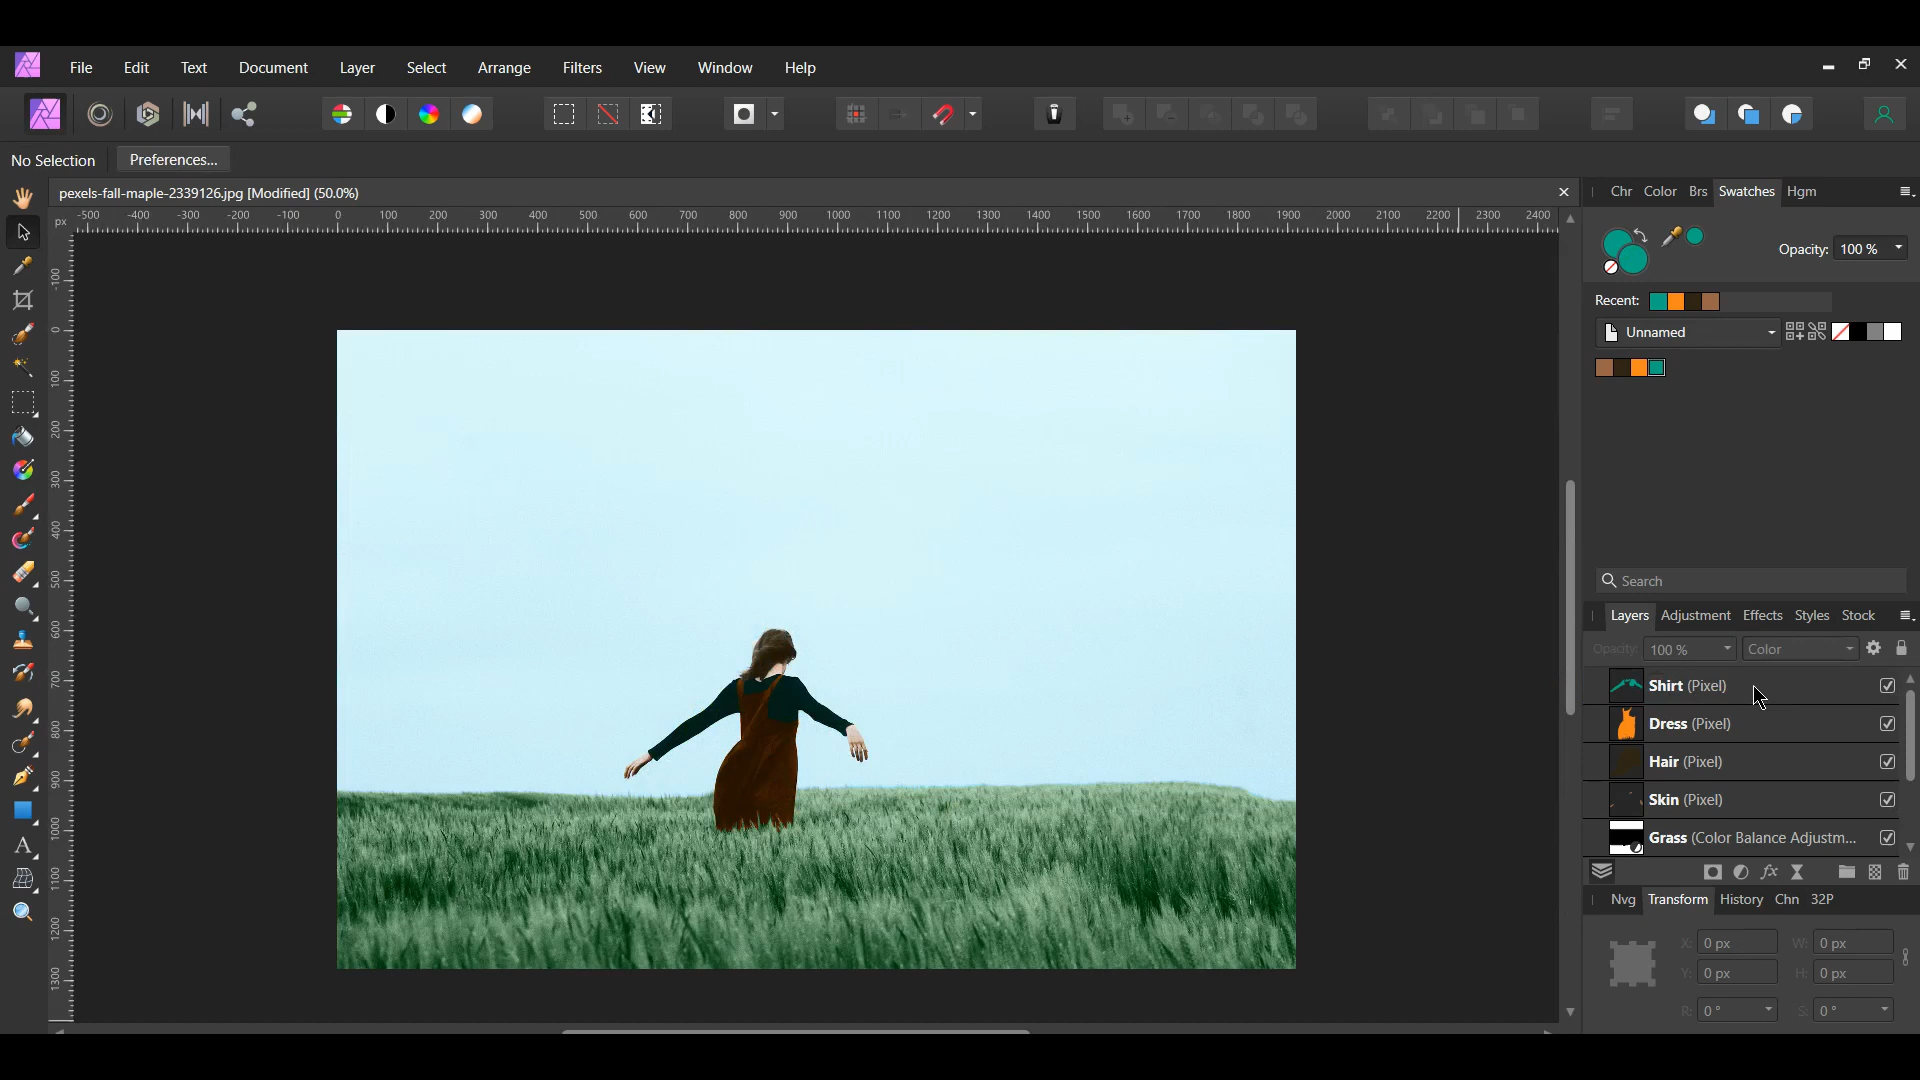 File Edit Text Document Layer Select Arrange Filters View Window Help
No Selection Preferences...
pexels-fall-maple-2339126.jpg [Modified] (50.0%)
Chr Color Brs Swatches Hgm
px -500 -400 -300 -200 -100 0 100 200 300 400 500 600 700 800 900 1000 1100 1200 1300 1400 1500 1600 1700 1800 1900 2000 2100 2200 2300 2400
-100 0 100 200 300 400 500 600 700 800 900 1000 1100 1200 1300
Opacity: 100 %
Recent:
Unnamed
Search
Layers Adjustment Effects Styles Stock
Opacity: 100 % Color
Shirt (Pixel)
Dress (Pixel)
Hair (Pixel)
Skin (Pixel)
Grass (Color Balance Adjustm...
fx
Nvg Transform History Chn 32P
X: 0 px W: 0 px
Y: 0 px H: 0 px
R: 0 ° S: 0 °